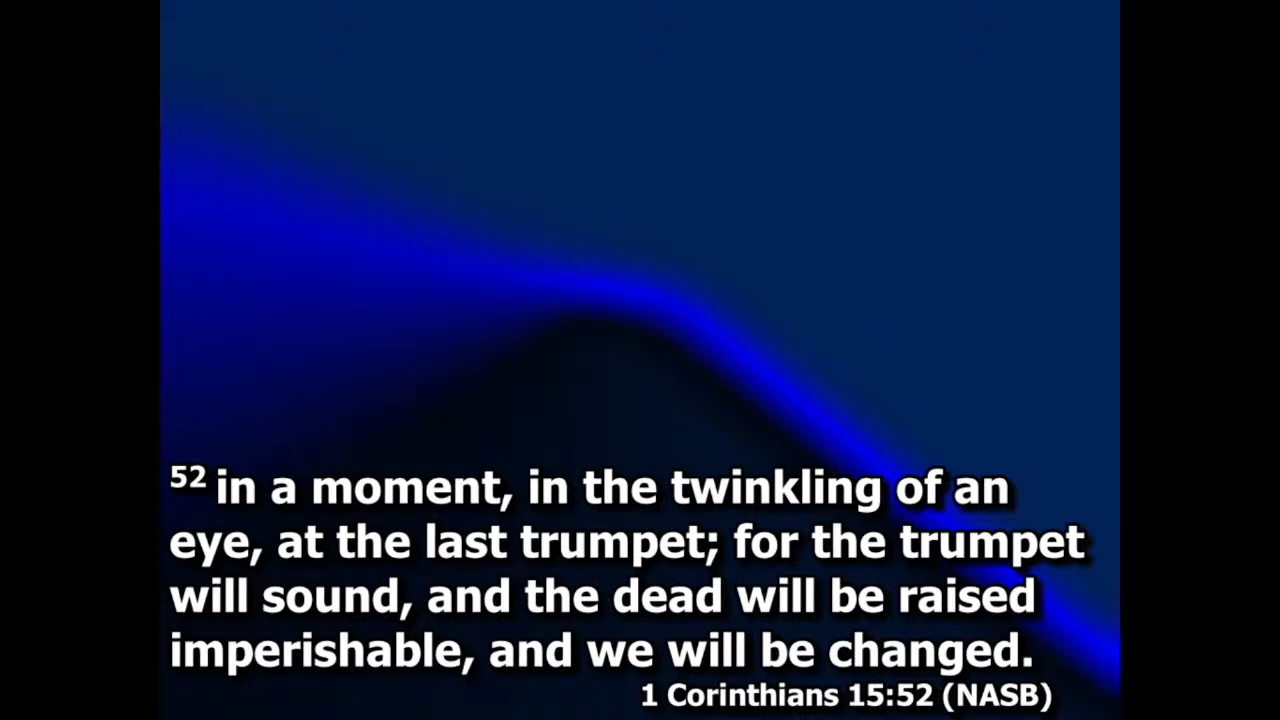 52 in a moment, in the twinkling of an
eye, at the last trumpet; for the trumpet
will sound, and the dead will be raised
imperishable, and we will be changed.
1 Corinthians 15:52 (NASB)